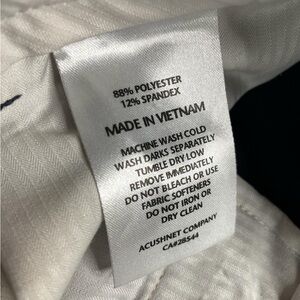 88% POLYESTER
12% SPANDEX
MADE IN VIETNAM
MACHINE WASH COLD
WASH DARKS SEPARATELY
TUMBLE DRY LOW
REMOVE IMMEDIATELY
DO NOT BLEACH OR USE
FABRIC SOFTENERS
DO NOT IRON OR
DRY CLEAN
ACUSHNET COMPANY
CA#28544